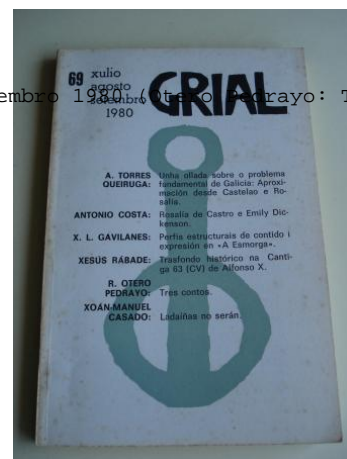 69 xulio
agosto
setembro
1980
GRIAL
embro 1980 (Otero Pedrayo: T
A. TORRES QUEIRUGA: Unha ollada sobre o problema
fundamental de Galicia: Aproxi-
mación desde Castelao e Ro-
salía.
ANTONIO COSTA: Rosalía de Castro e Emily Dic-
kenson.
X. L. GAVILANES: Perfís estructurais de contido i
expresión en «A Esmorga».
XESÚS RÁBADE: Trasfondo histórico na Canti-
ga 63 (CV) de Alfonso X.
R. OTERO
PEDRAYO: Tres contos.
XOÁN-MANUEL
CASADO: Ladaíñas no serán.